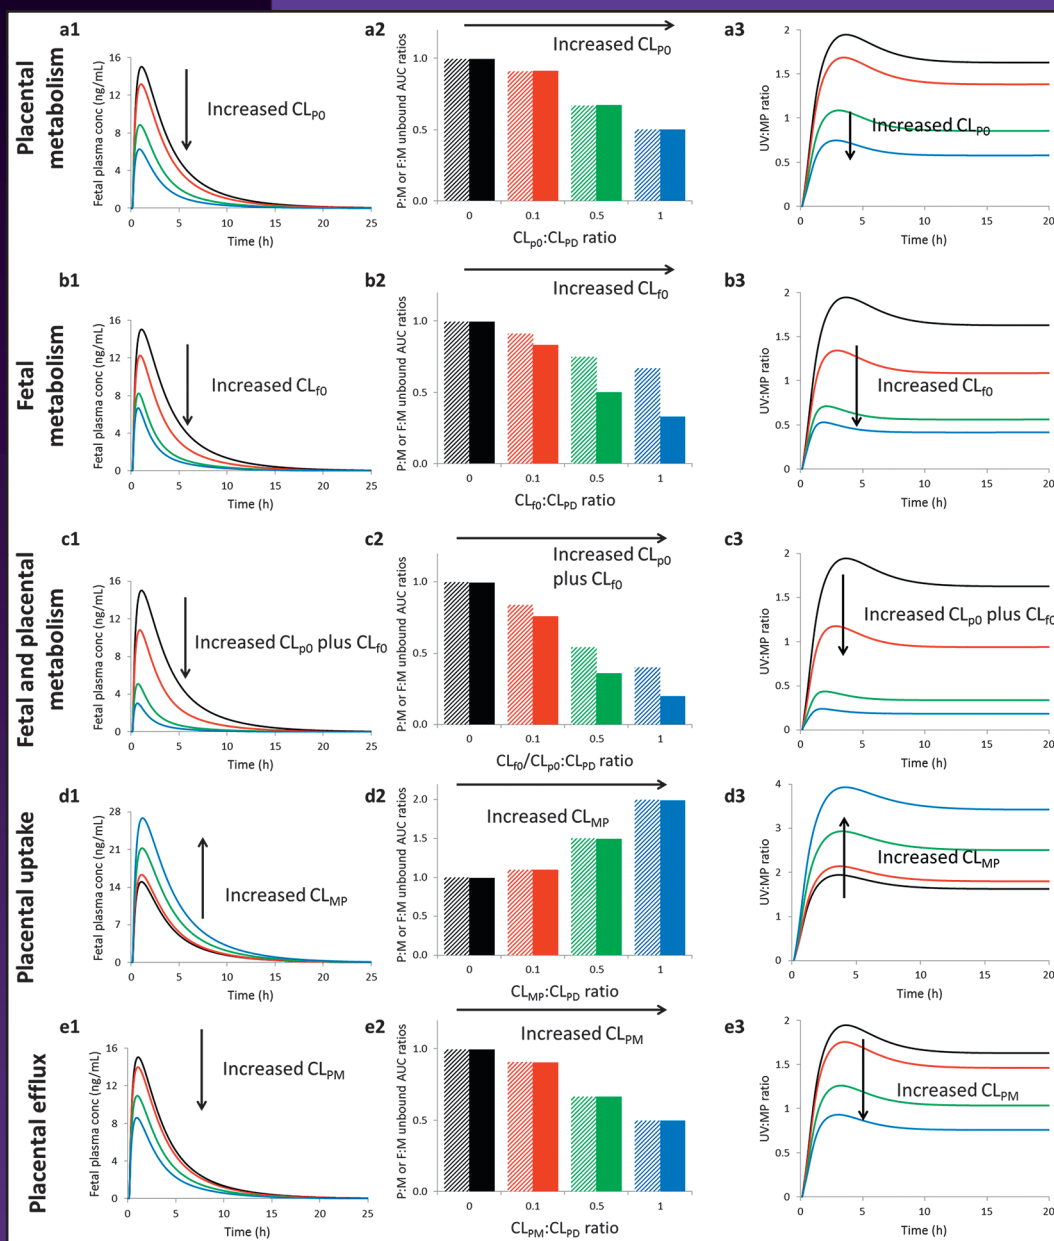 Placental
metabolism
a1
Fetal plasma conc (ng/mL)
16
12
8
4
0
Increased CLP0
0 5 10 15 20 25
Time (h)
a2
P:M or F:M unbound AUC ratios
1.0
0.5
0.0
Increased CLP0
0 0.1 0.5 1
CLp0:CLPD ratio
a3
UV:MP ratio
2
1.5
1
0.5
0
Increased CLP0
0 5 10 15 20
Time (h)
Fetal
metabolism
b1
Fetal plasma conc (ng/mL)
16
12
8
4
0
Increased CLf0
0 5 10 15 20 25
Time (h)
b2
P:M or F:M unbound AUC ratios
1.0
0.5
0.0
Increased CLf0
0 0.1 0.5 1
CLf0:CLPD ratio
b3
UV:MP ratio
2
1.5
1
0.5
0
Increased CLf0
0 5 10 15 20
Time (h)
Fetal and placental
metabolism
c1
Fetal plasma conc (ng/mL)
16
12
8
4
0
Increased CLp0 plus CLf0
0 5 10 15 20 25
Time (h)
c2
P:M or F:M unbound AUC ratios
1.0
0.5
0.0
Increased CLp0
plus CLf0
0 0.1 0.5 1
CLf0/CLp0:CLPD ratio
c3
UV:MP ratio
2
1.5
1
0.5
0
Increased CLp0 plus CLf0
0 5 10 15 20
Time (h)
Placental uptake
d1
Fetal plasma conc (ng/mL)
28
21
14
7
0
Increased CLMP
0 5 10 15 20 25
Time (h)
d2
P:M or F:M unbound AUC ratios
2.0
1.5
1.0
0.5
0.0
Increased CLMP
0 0.1 0.5 1
CLMP:CLPD ratio
d3
UV:MP ratio
4
3
2
1
0
Increased CLMP
0 5 10 15 20
Time (h)
Placental efflux
e1
Fetal plasma conc (ng/mL)
16
12
8
4
0
Increased CLPM
0 5 10 15 20 25
Time (h)
e2
P:M or F:M unbound AUC ratios
1.0
0.5
0.0
Increased CLPM
0 0.1 0.5 1
CLPM:CLPD ratio
e3
UV:MP ratio
2
1.5
1
0.5
0
Increased CLPM
0 5 10 15 20
Time (h)